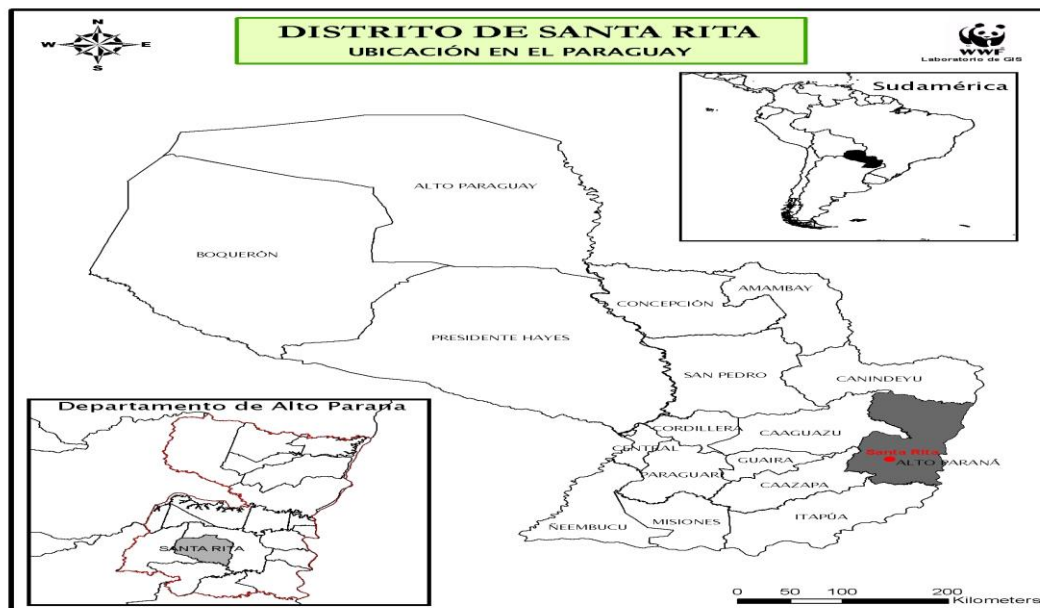 N
W E
S
DISTRITO DE SANTA RITA
UBICACIÓN EN EL PARAGUAY
WWF
Laboratorio de GIS
Sudamérica
ALTO PARAGUAY
BOQUERÓN
PRESIDENTE HAYES
CONCEPCIÓN
AMAMBAY
SAN PEDRO
CANINDEYU
CORDILLERA
CAAGUAZU
CENTRAL
GUAIRA
Santa Rita
ALTO PARANÁ
PARAGUARI
CAAZAPA
ÑEEMBUCU
MISIONES
ITAPÚA
Departamento de Alto Paraná
SANTA RITA
0 50 100 200
Kilometers